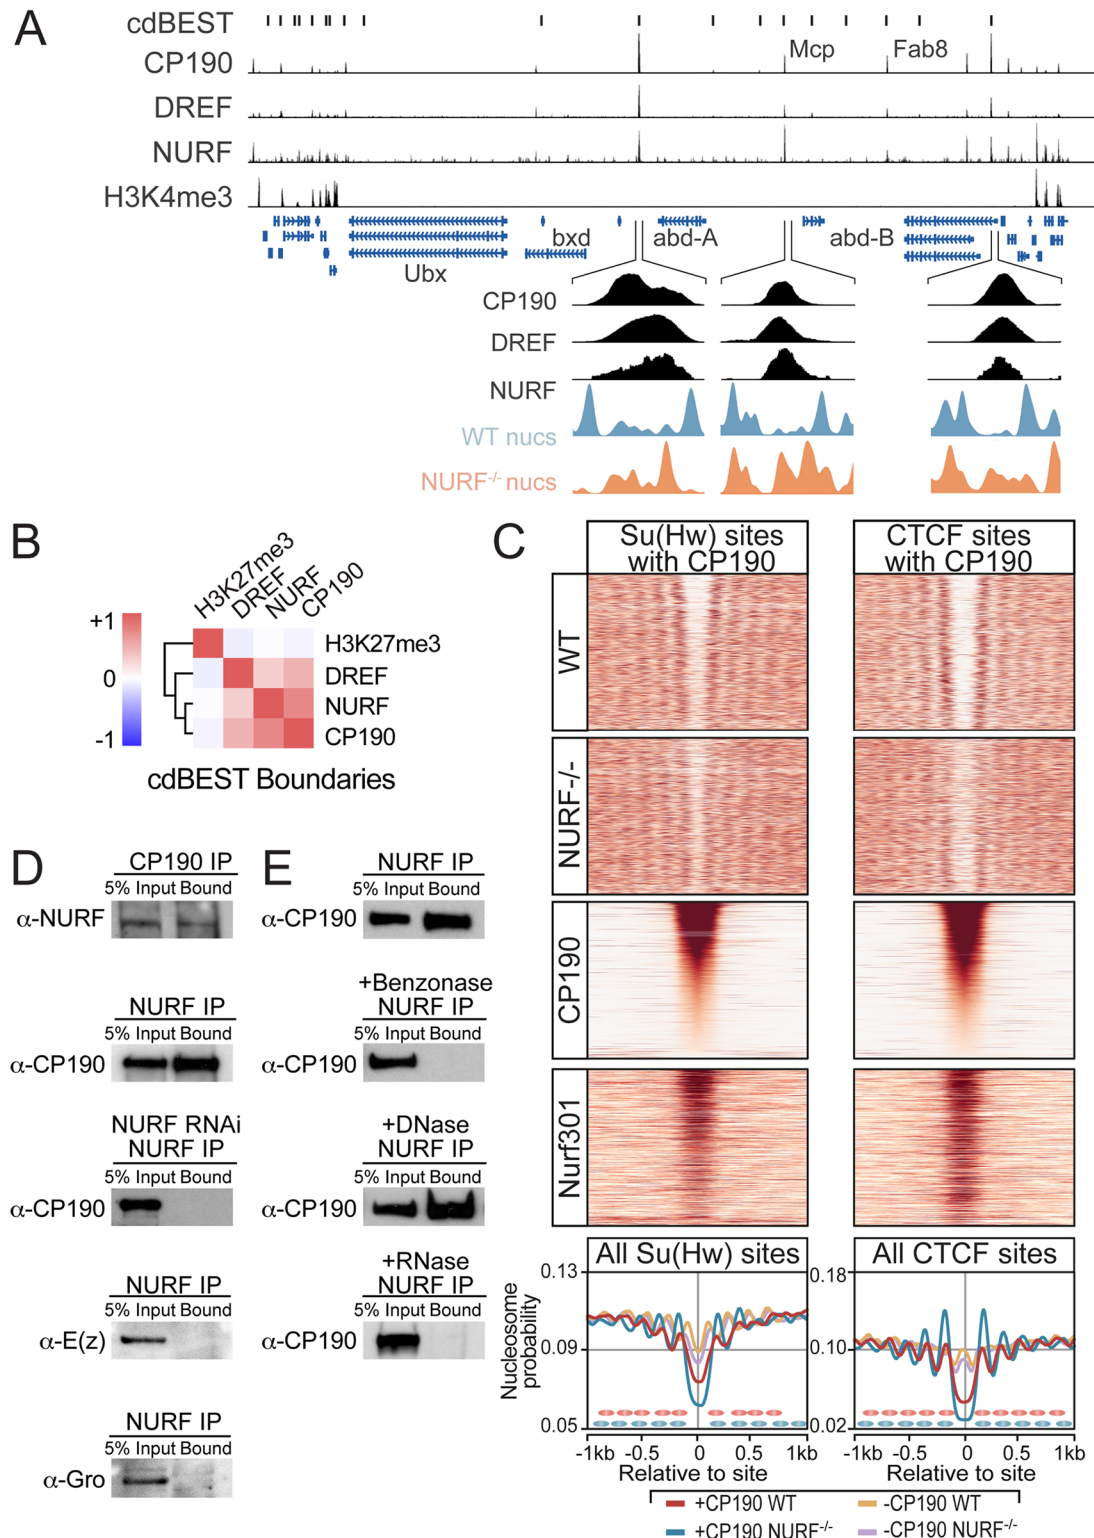 A
cdBEST
CP190
Mcp
Fab8
DREF
NURF
H3K4me3
bxd
abd-A
abd-B
Ubx
CP190
DREF
NURF
WT nucs
NURF-/- nucs
B
H3K27me3
DREF
NURF
CP190
+1
0
-1
H3K27me3
DREF
NURF
CP190
cdBEST Boundaries
C
Su(Hw) sites
with CP190
CTCF sites
with CP190
WT
NURF-/-
CP190
Nurf301
All Su(Hw) sites
All CTCF sites
Nucleosome
probability
0.13
0.09
0.05
0.18
0.10
0.02
-1kb -0.5 0 0.5 1kb
Relative to site
-1kb -0.5 0 0.5 1kb
Relative to site
+CP190 WT
-CP190 WT
+CP190 NURF-/-
-CP190 NURF-/-
D
CP190 IP
5% Input Bound
α-NURF
NURF IP
5% Input Bound
α-CP190
NURF RNAi
NURF IP
5% Input Bound
α-CP190
NURF IP
5% Input Bound
α-E(z)
NURF IP
5% Input Bound
α-Gro
E
NURF IP
5% Input Bound
α-CP190
+Benzonase
NURF IP
5% Input Bound
α-CP190
+DNase
NURF IP
5% Input Bound
α-CP190
+RNase
NURF IP
5% Input Bound
α-CP190